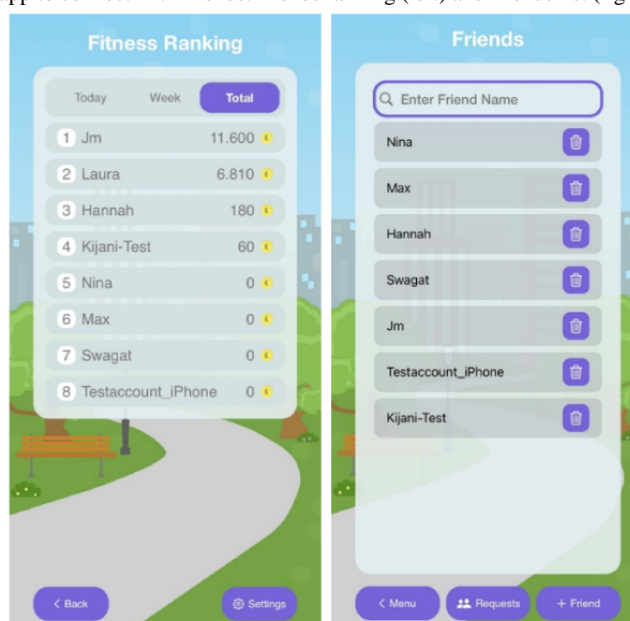 Fitness Ranking
Today Week Total
1 Jm 11.600
2 Laura 6.810
3 Hannah 180
4 Kijani-Test 60
5 Nina 0
6 Max 0
7 Swagat 0
8 Testaccount_iPhone 0
< Back Settings
Friends
Enter Friend Name
Nina
Max
Hannah
Swagat
Jm
Testaccount_iPhone
Kijani-Test
< Menu Requests + Friend